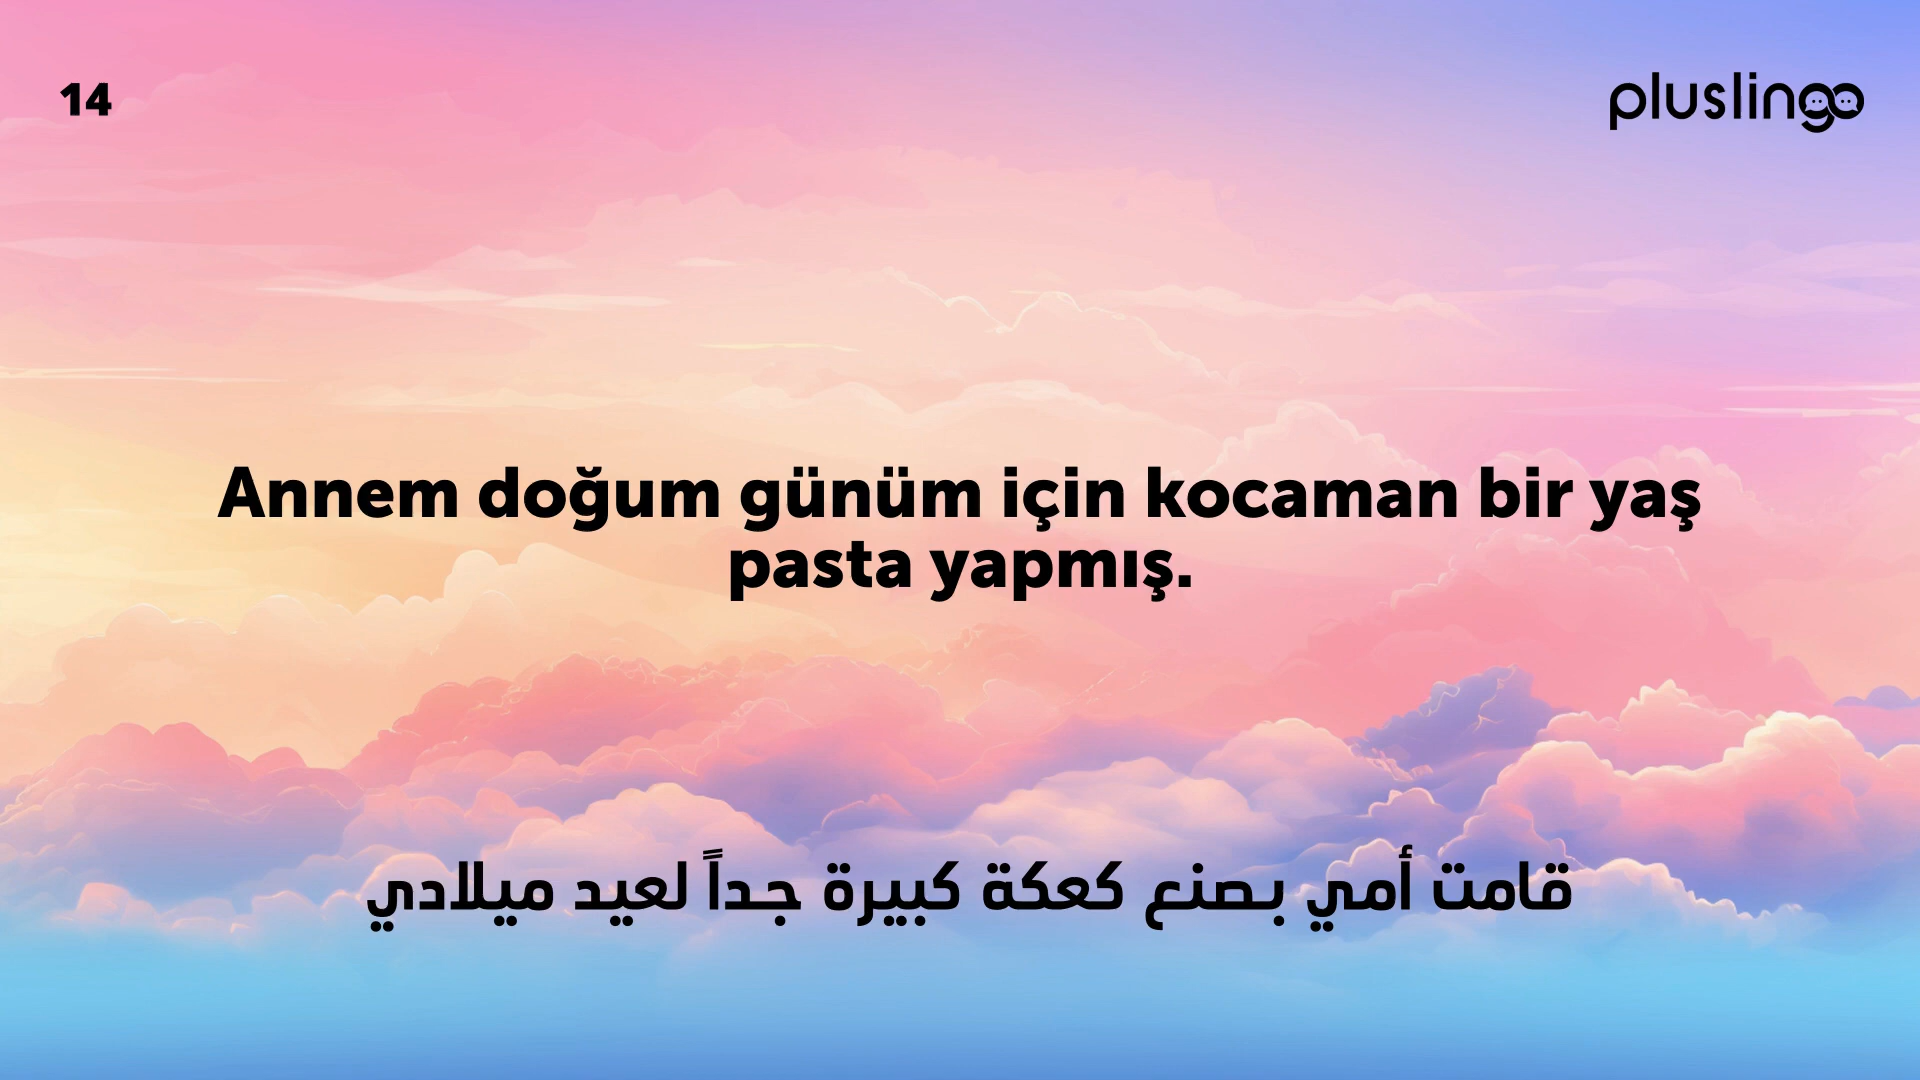 14
pluslingo
Annem doğum günüm için kocaman bir yaş
pasta yapmış.
قامت أمي بصنع كعكة كبيرة جداً لعيد ميلادي